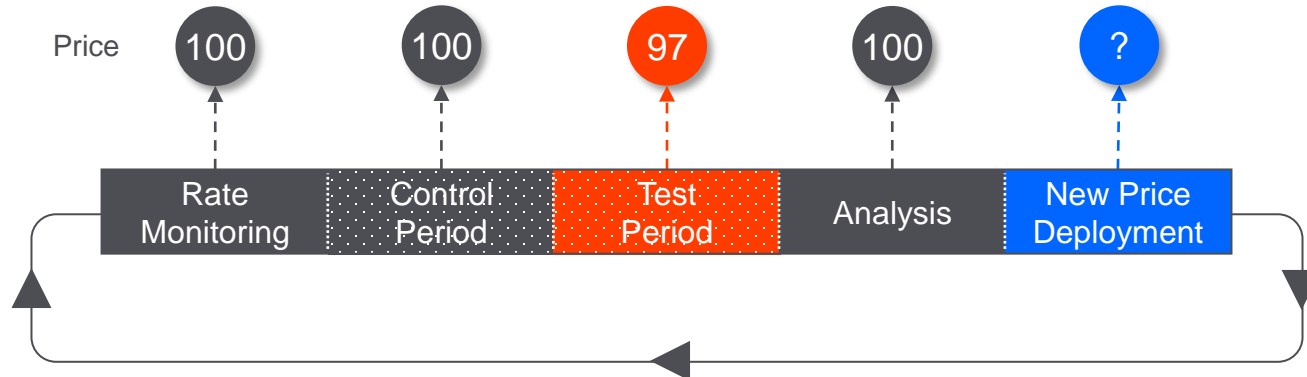 Price
100
100
97
100
?
Rate
Monitoring
Control
Period
Test
Period
Analysis
New Price
Deployment